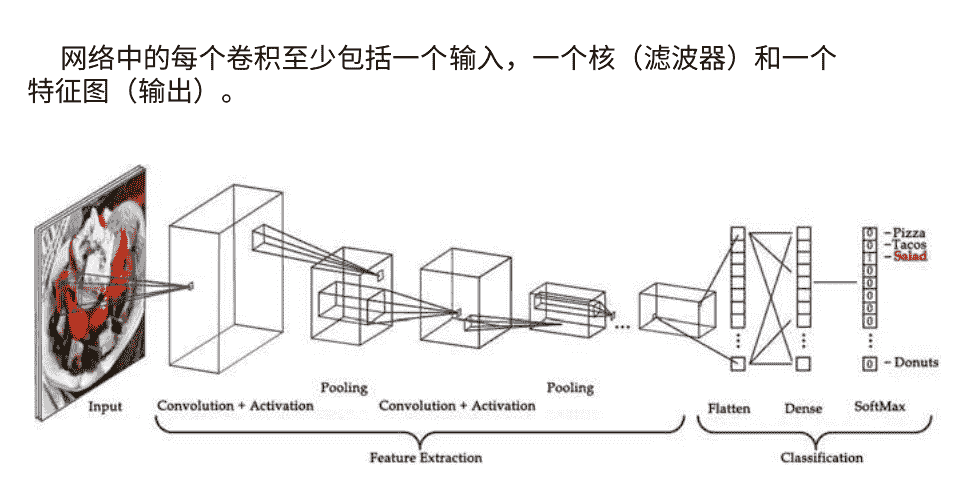 网络中的每个卷积至少包括一个输入，一个核（滤波器）和一个
特征图（输出）。
0 - Pizza
0 - Tacos
1 - Salad
0
0
0
0
0
0 - Donuts
Pooling
Pooling
Input
Convolution + Activation
Convolution + Activation
Flatten
Dense
SoftMax
Feature Extraction
Classification